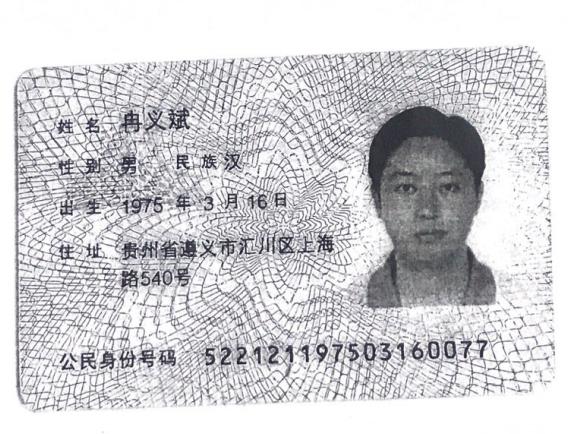 姓名 冉义斌
性别 男 民族汉
出生 1975 年 3 月 16 日
住址 贵州省遵义市汇川区上海
路540号
公民身份号码 522121197503160077